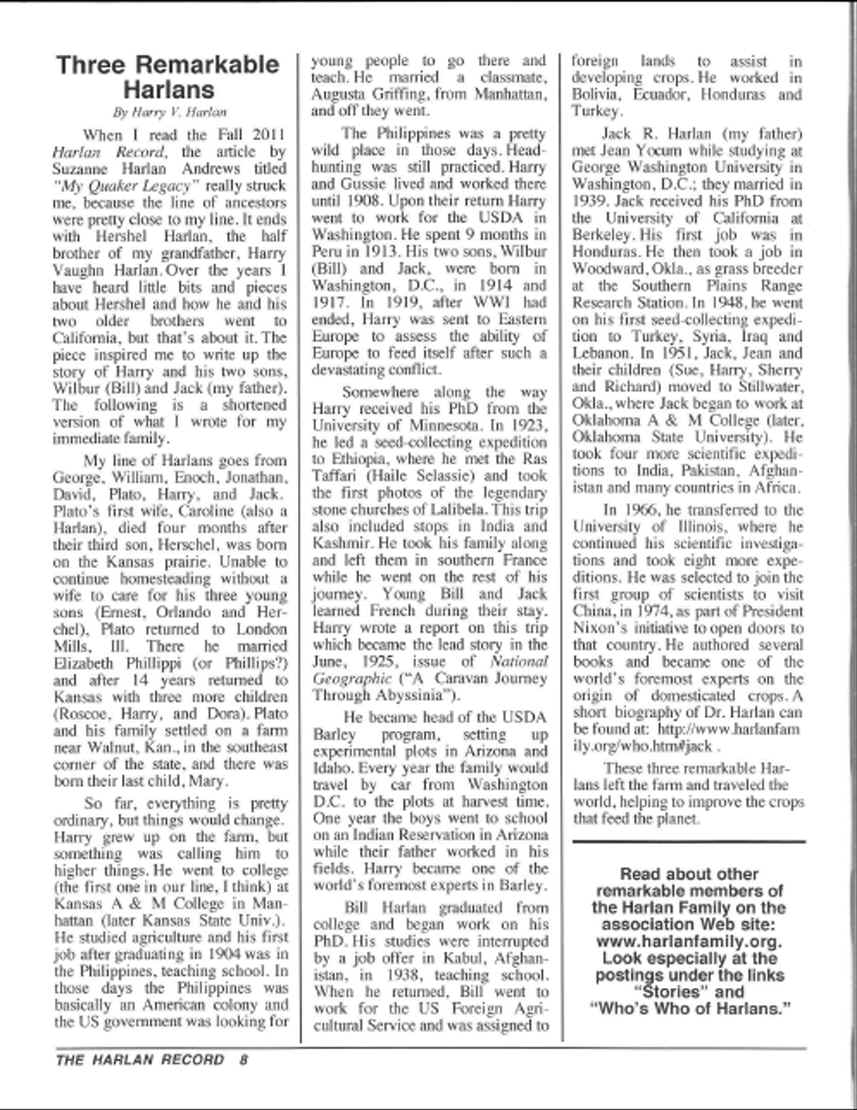 Three Remarkable
Harlans
By Harry V. Harlan
When I read the Fall 2011
Harlan Record, the article by
Suzanne Harlan Andrews titled
"My Quaker Legacy" really struck
me, because the line of ancestors
were pretty close to my line. It ends
with Hershel Harlan, the half
brother of my grandfather, Harry
Vaughn Harlan. Over the years I
have heard little bits and pieces
about Hershel and how he and his
two older brothers went to
California, but that's about it. The
piece inspired me to write up the
story of Harry and his two sons,
Wilbur (Bill) and Jack (my father).
The following is a shortened
version of what I wrote for my
immediate family.
My line of Harlans goes from
George, William, Enoch, Jonathan,
David, Plato, Harry, and Jack.
Plato's first wife, Caroline (also a
Harlan), died four months after
their third son, Herschel, was born
on the Kansas prairie. Unable to
continue homesteading without a
wife to care for his three young
sons (Ernest, Orlando and Her-
chel), Plato returned to London
Mills, Ill. There he married
Elizabeth Phillippi (or Phillips?)
and after 14 years returned to
Kansas with three more children
(Roscoe, Harry, and Dora). Plato
and his family settled on a farm
near Walnut, Kan., in the southeast
corner of the state, and there was
born their last child, Mary.
So far, everything is pretty
ordinary, but things would change.
Harry grew up on the farm, but
something was calling him to
higher things. He went to college
(the first one in our line, I think) at
Kansas A & M College in Man-
hattan (later Kansas State Univ.).
He studied agriculture and his first
job after graduating in 1904 was in
the Philippines, teaching school. In
those days the Philippines was
basically an American colony and
the US government was looking for
young people to go there and
teach. He married a classmate,
Augusta Griffing, from Manhattan,
and off they went.
The Philippines was a pretty
wild place in those days. Head-
hunting was still practiced. Harry
and Gussie lived and worked there
until 1908. Upon their return Harry
went to work for the USDA in
Washington. He spent 9 months in
Peru in 1913. His two sons, Wilbur
(Bill) and Jack, were born in
Washington, D.C., in 1914 and
1917. In 1919, after WW1 had
ended, Harry was sent to Eastern
Europe to assess the ability of
Europe to feed itself after such a
devastating conflict.
Somewhere along the way
Harry received his PhD from the
University of Minnesota. In 1923,
he led a seed-collecting expedition
to Ethiopia, where he met the Ras
Taffari (Haile Selassie) and took
the first photos of the legendary
stone churches of Lalibela. This trip
also included stops in India and
Kashmir. He took his family along
and left them in southern France
while he went on the rest of his
journey. Young Bill and Jack
learned French during their stay.
Harry wrote a report on this trip
which became the lead story in the
June, 1925, issue of National
Geographic ("A Caravan Journey
Through Abyssinia").
He became head of the USDA
Barley program, setting up
experimental plots in Arizona and
Idaho. Every year the family would
travel by car from Washington
D.C. to the plots at harvest time.
One year the boys went to school
on an Indian Reservation in Arizona
while their father worked in his
fields. Harry became one of the
world's foremost experts in Barley.
Bill Harlan graduated from
college and began work on his
PhD. His studies were interrupted
by a job offer in Kabul, Afghan-
istan, in 1938, teaching school.
When he returned, Bill went to
work for the US Foreign Agri-
cultural Service and was assigned to
foreign lands to assist in
developing crops. He worked in
Bolivia, Ecuador, Honduras and
Turkey.
Jack R. Harlan (my father)
met Jean Yocum while studying at
George Washington University in
Washington, D.C.; they married in
1939. Jack received his PhD from
the University of California at
Berkeley. His first job was in
Honduras. He then took a job in
Woodward, Okla., as grass breeder
at the Southern Plains Range
Research Station. In 1948, he went
on his first seed-collecting expedi-
tion to Turkey, Syria, Iraq and
Lebanon. In 1951, Jack, Jean and
their children (Sue, Harry, Sherry
and Richard) moved to Stillwater,
Okla., where Jack began to work at
Oklahoma A & M College (later,
Oklahoma State University). He
took four more scientific expedi-
tions to India, Pakistan, Afghan-
istan and many countries in Africa.
In 1966, he transferred to the
University of Illinois, where he
continued his scientific investiga-
tions and took eight more expe-
ditions. He was selected to join the
first group of scientists to visit
China, in 1974, as part of President
Nixon's initiative to open doors to
that country. He authored several
books and became one of the
world's foremost experts on the
origin of domesticated crops. A
short biography of Dr. Harlan can
be found at: http://www.harlanfam
ily.org/who.htm#jack .
These three remarkable Har-
lans left the farm and traveled the
world, helping to improve the crops
that feed the planet.
Read about other
remarkable members of
the Harlan Family on the
association Web site:
www.harlanfamily.org.
Look especially at the
postings under the links
"Stories" and
"Who's Who of Harlans."
THE HARLAN RECORD 8